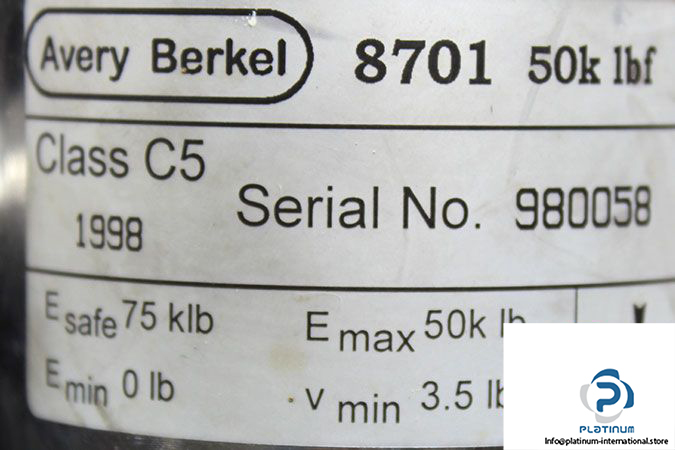 Avery Berkel 8701 50k lbf
Class C5
1998 Serial No. 980058
E safe 75 klb E max 50k lb
E min 0 lb v min 3.5 lb
PLATINUM
Info@platinum-international.store